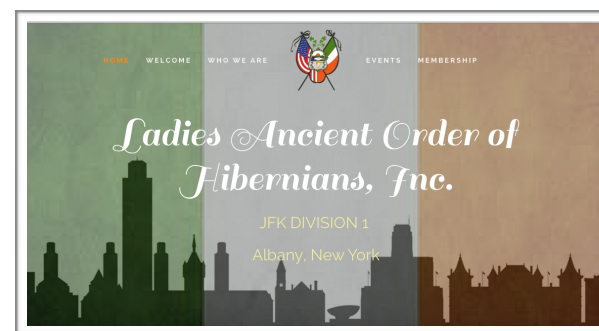 HOME WELCOME WHO WE ARE EVENTS MEMBERSHIP
Ladies Ancient Order of
Hibernians, Inc.
JFK DIVISION 1
Albany, New York